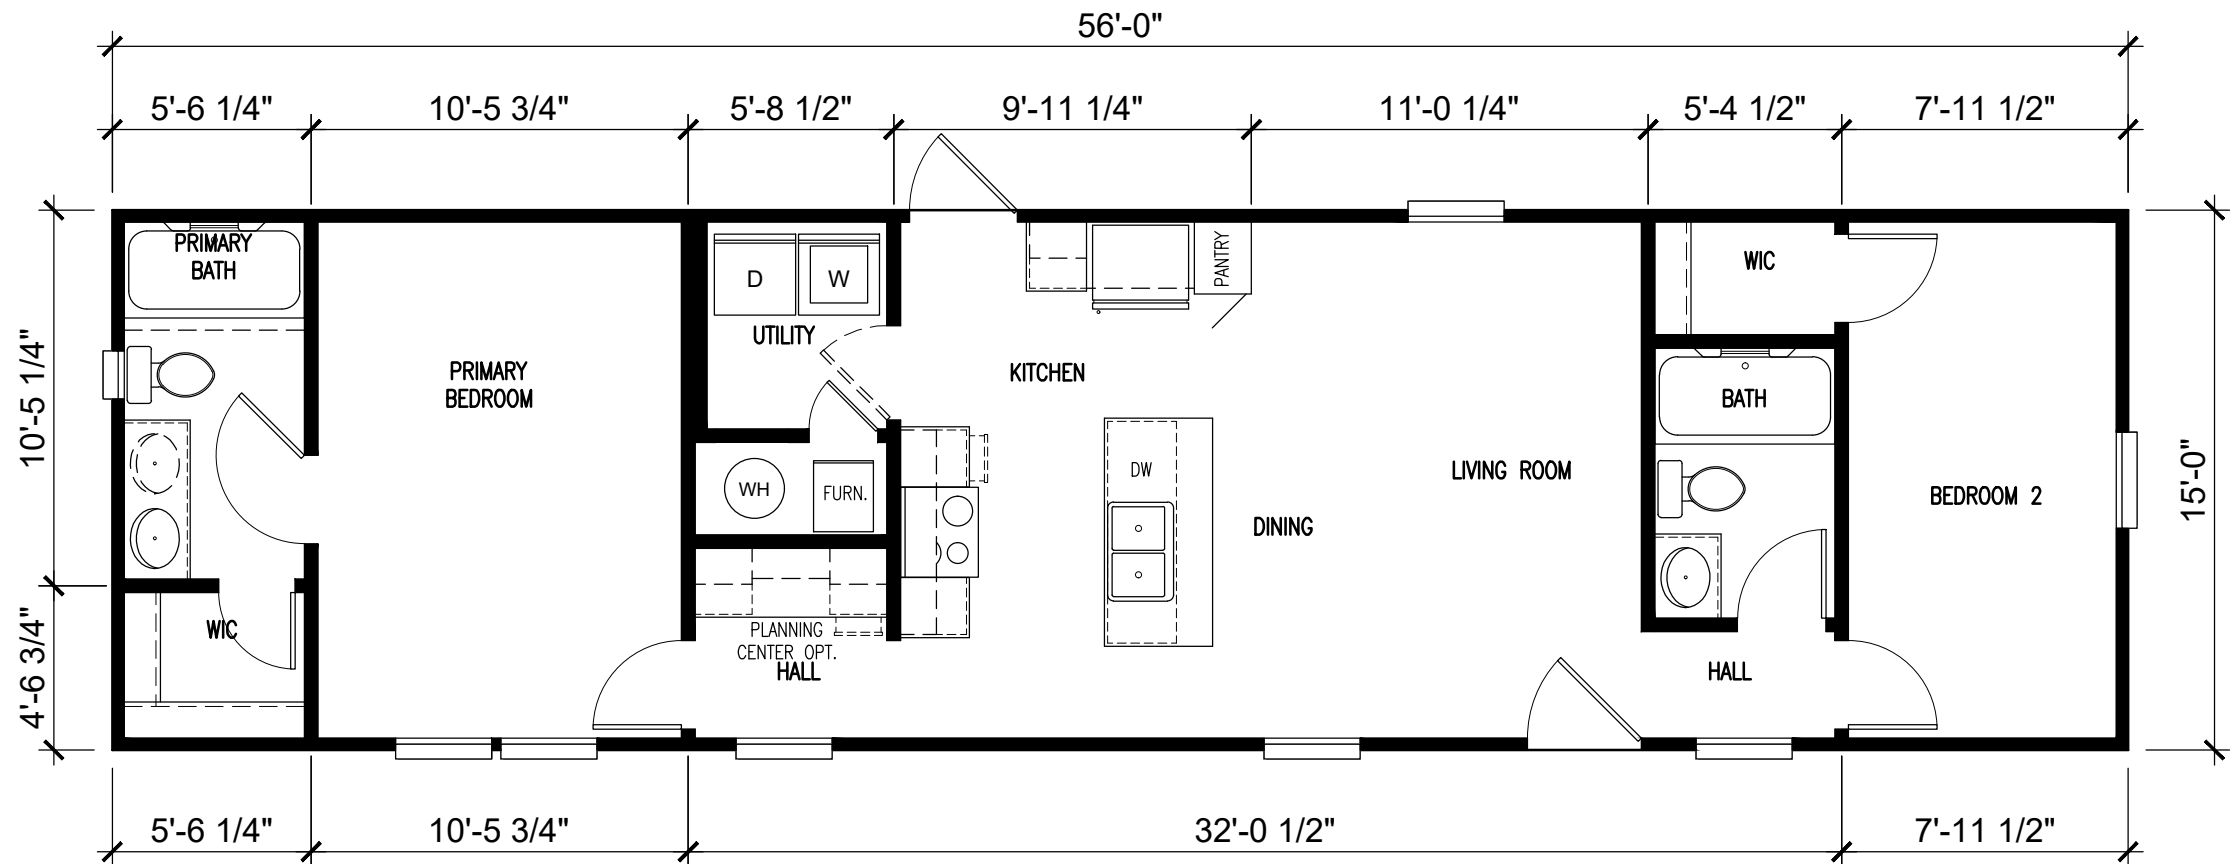 56'-0"
5'-6 1/4"
10'-5 3/4"
5'-8 1/2"
9'-11 1/4"
11'-0 1/4"
5'-4 1/2"
7'-11 1/2"
PRIMARY
BATH
D
W
PANTRY
WIC
UTILITY
PRIMARY
BEDROOM
KITCHEN
BATH
10'-5 1/4"
15'-0"
DW
LIVING ROOM
WH
FURN.
BEDROOM 2
DINING
WIC
PLANNING
CENTER OPT.
HALL
HALL
4'-6 3/4"
5'-6 1/4"
10'-5 3/4"
32'-0 1/2"
7'-11 1/2"